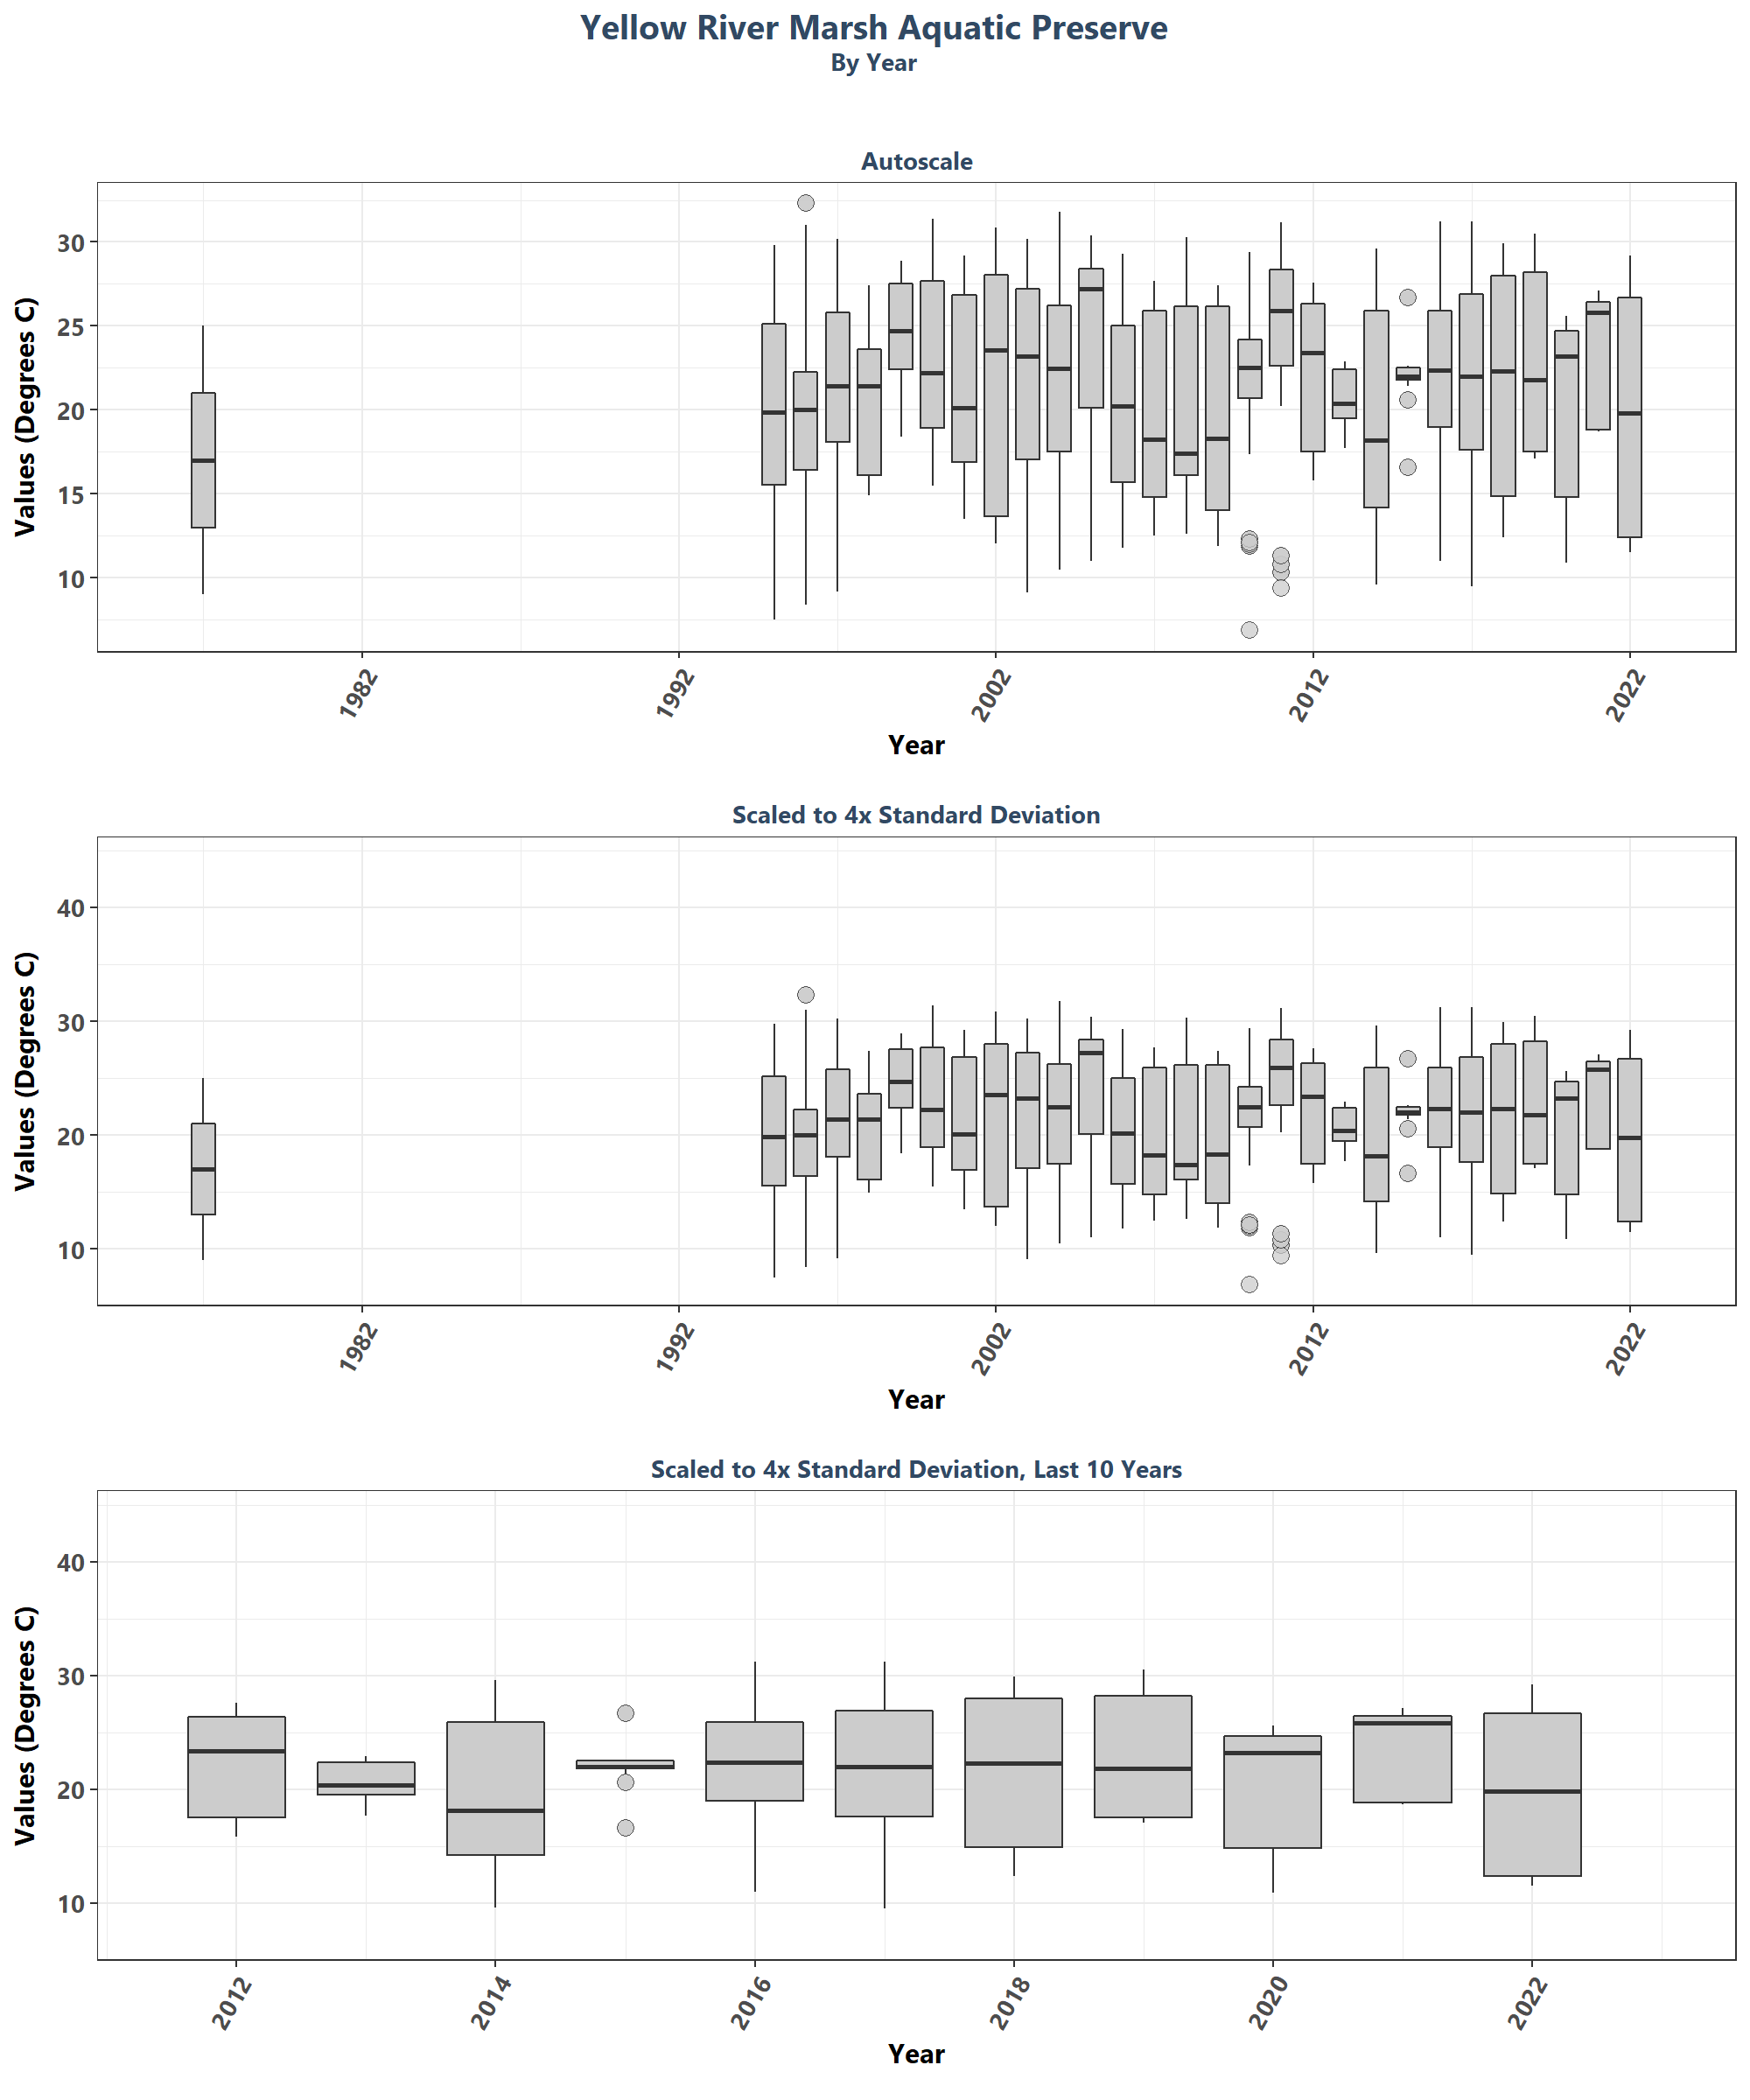 Yellow River Marsh Aquatic Preserve
By Year
Autoscale
Values (Degrees C)
30
25
20
15
10
1982
1992
2002
2012
2022
Year
Scaled to 4x Standard Deviation
Values (Degrees C)
40
30
20
10
1982
1992
2002
2012
2022
Year
Scaled to 4x Standard Deviation, Last 10 Years
Values (Degrees C)
40
30
20
10
2012
2014
2016
2018
2020
2022
Year